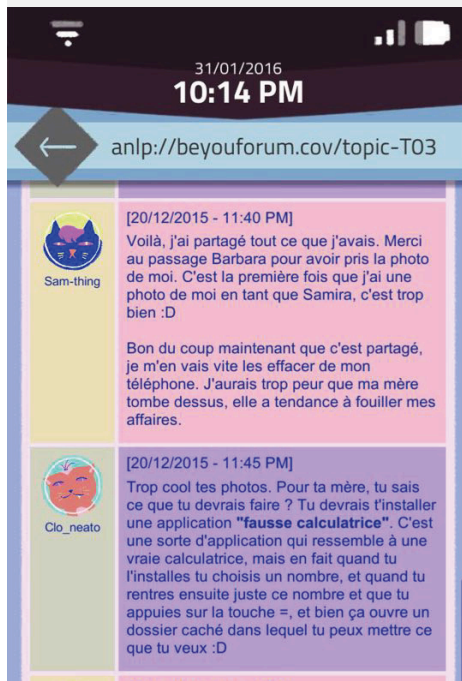 31/01/2016
10:14 PM
anlp://beyouforum.cov/topic-T03
[20/12/2015 - 11:40 PM]
Voilà, j'ai partagé tout ce que j'avais. Merci
au passage Barbara pour avoir pris la photo
de moi. C'est la première fois que j'ai une
photo de moi en tant que Samira, c'est trop
bien :D
Sam-thing
Bon du coup maintenant que c'est partagé,
je m'en vais vite les effacer de mon
téléphone. J'aurais trop peur que ma mère
tombe dessus, elle a tendance à fouiller mes
affaires.
[20/12/2015 - 11:45 PM]
Trop cool tes photos. Pour ta mère, tu sais
ce que tu devrais faire ? Tu devrais t'installer
une application "fausse calculatrice". C'est
une sorte d'application qui ressemble à une
vraie calculatrice, mais en fait quand tu
l'installes tu choisis un nombre, et quand tu
rentres ensuite juste ce nombre et que tu
appuies sur la touche =, et bien ça ouvre un
dossier caché dans lequel tu peux mettre ce
que tu veux :D
Clo_neato